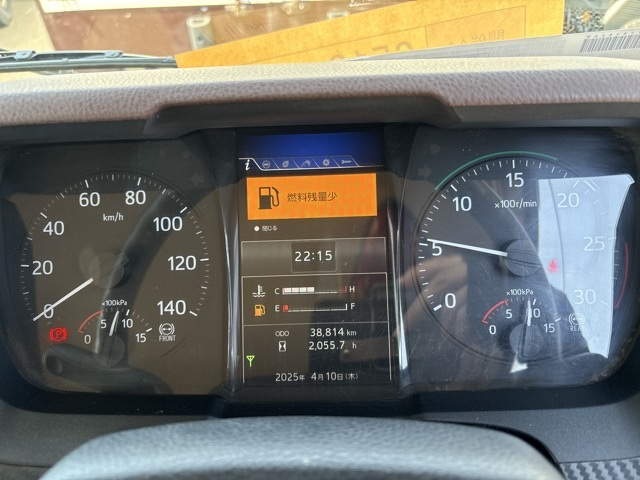 60 80
40 km/h 100
20 120
0 140
×100kPa
5 10
0 15
FRONT
i
燃料残量少
● 閉じる
22:15
C H
E F
ODO 38,814 km
2,055.7 h
2025年 4月10日(木)
15
10 ×100r/min 20
5 25
0 30
×100kPa
5 10
0 15
REAR